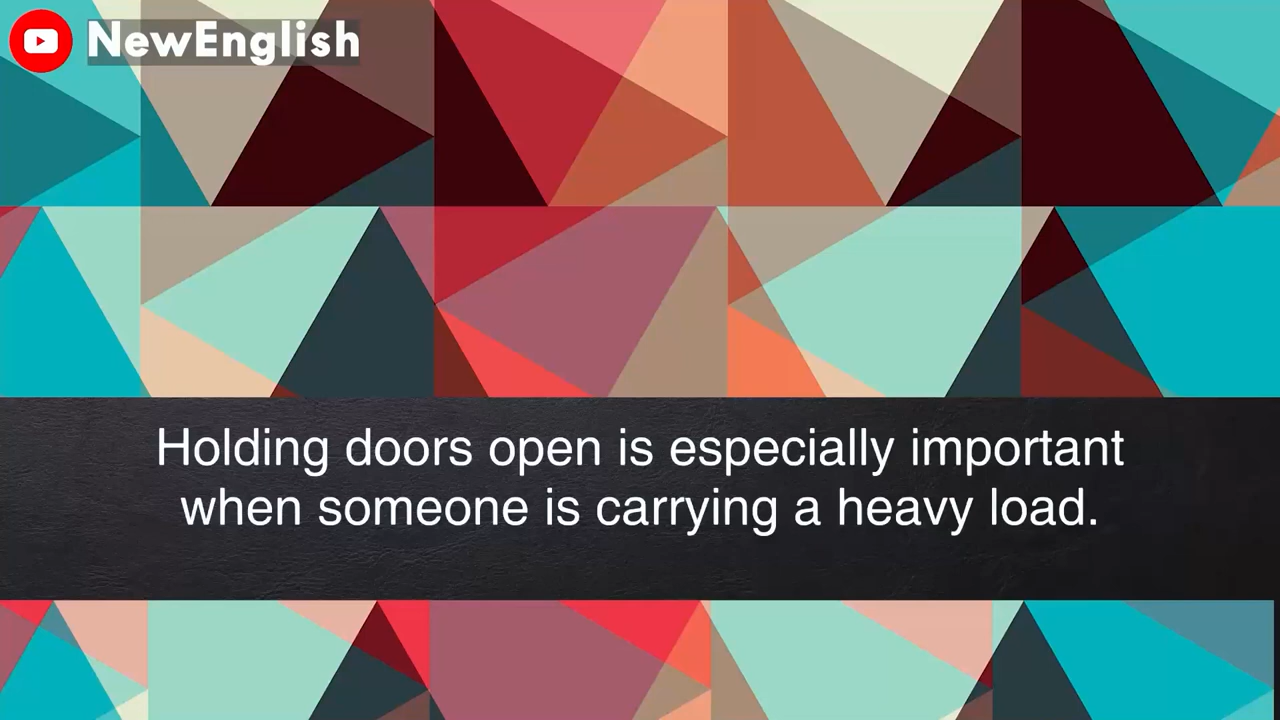 NewEnglish
Holding doors open is especially important
when someone is carrying a heavy load.